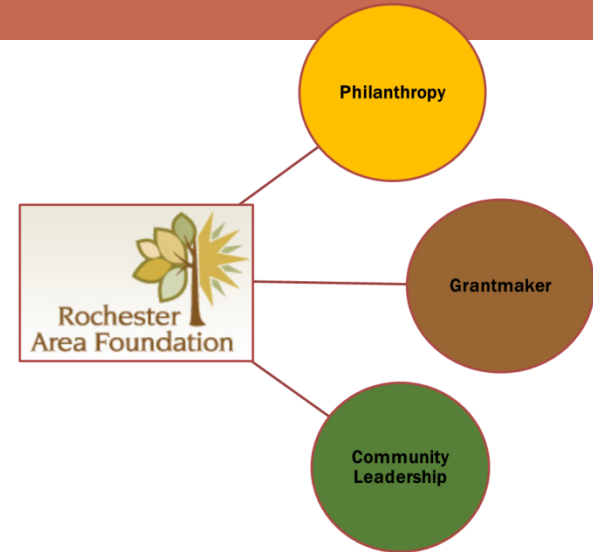 Philanthropy
Rochester
Area Foundation
Grantmaker
Community
Leadership